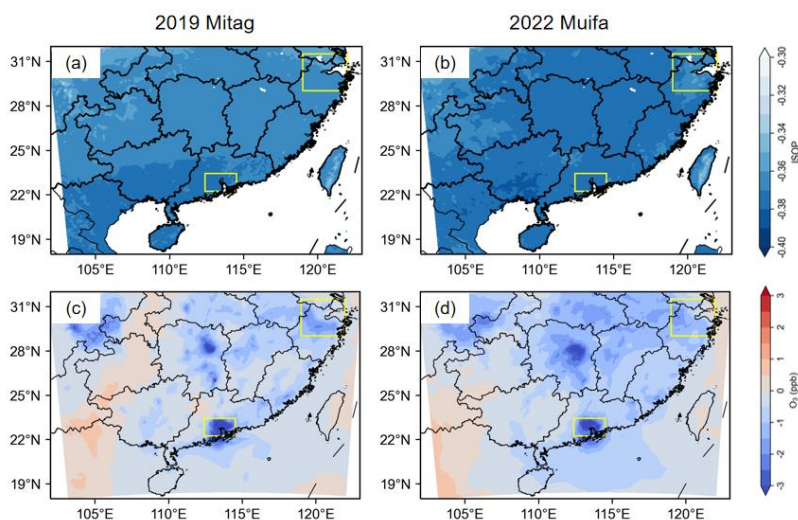 2019 Mitag
2022 Muifa
(a)
(b)
31°N
28°N
25°N
22°N
19°N
31°N
28°N
25°N
22°N
19°N
105°E
110°E
115°E
120°E
105°E
110°E
115°E
120°E
-0.30
-0.32
-0.34
-0.36
-0.38
-0.40
ISOP
(c)
(d)
31°N
28°N
25°N
22°N
19°N
31°N
28°N
25°N
22°N
19°N
105°E
110°E
115°E
120°E
105°E
110°E
115°E
120°E
3
2
1
0
-1
-2
-3
O₃ (ppb)